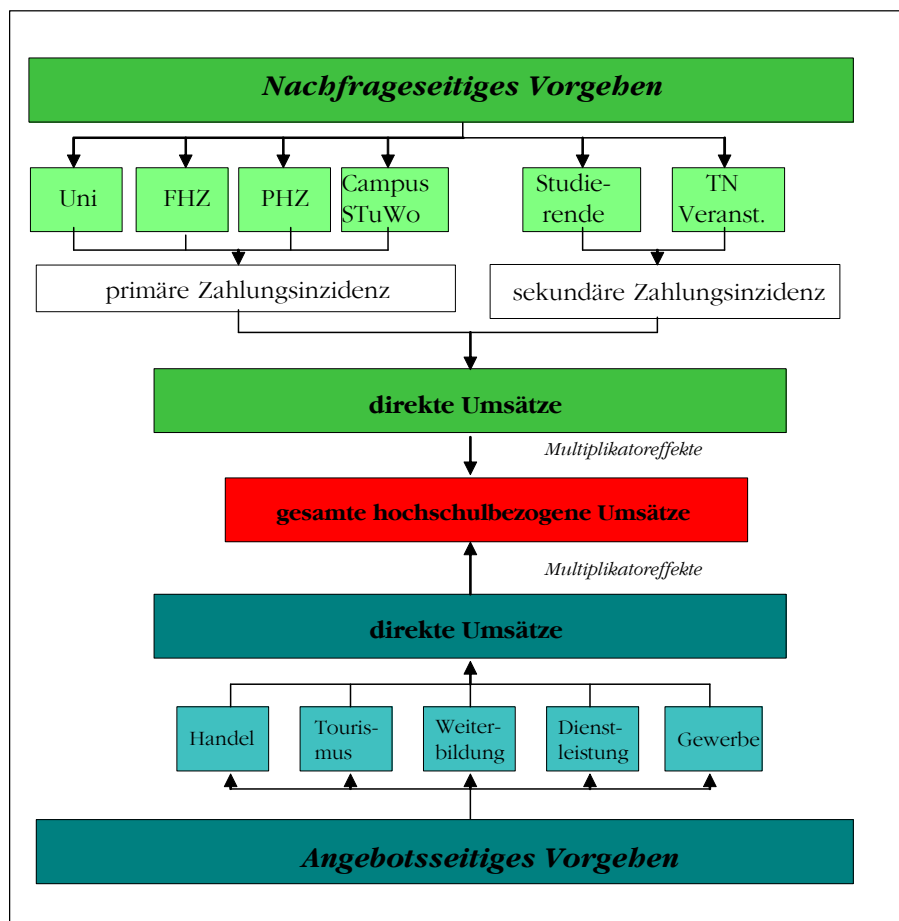 Nachfrageseitiges Vorgehen
Uni
FHZ
PHZ
Campus
STuWo
Studie-
rende
TN
Veranst.
primäre Zahlungsinzidenz
sekundäre Zahlungsinzidenz
direkte Umsätze
Multiplikatoreffekte
gesamte hochschulbezogene Umsätze
Multiplikatoreffekte
direkte Umsätze
Handel
Touris-
mus
Weiter-
bildung
Dienst-
leistung
Gewerbe
Angebotsseitiges Vorgehen